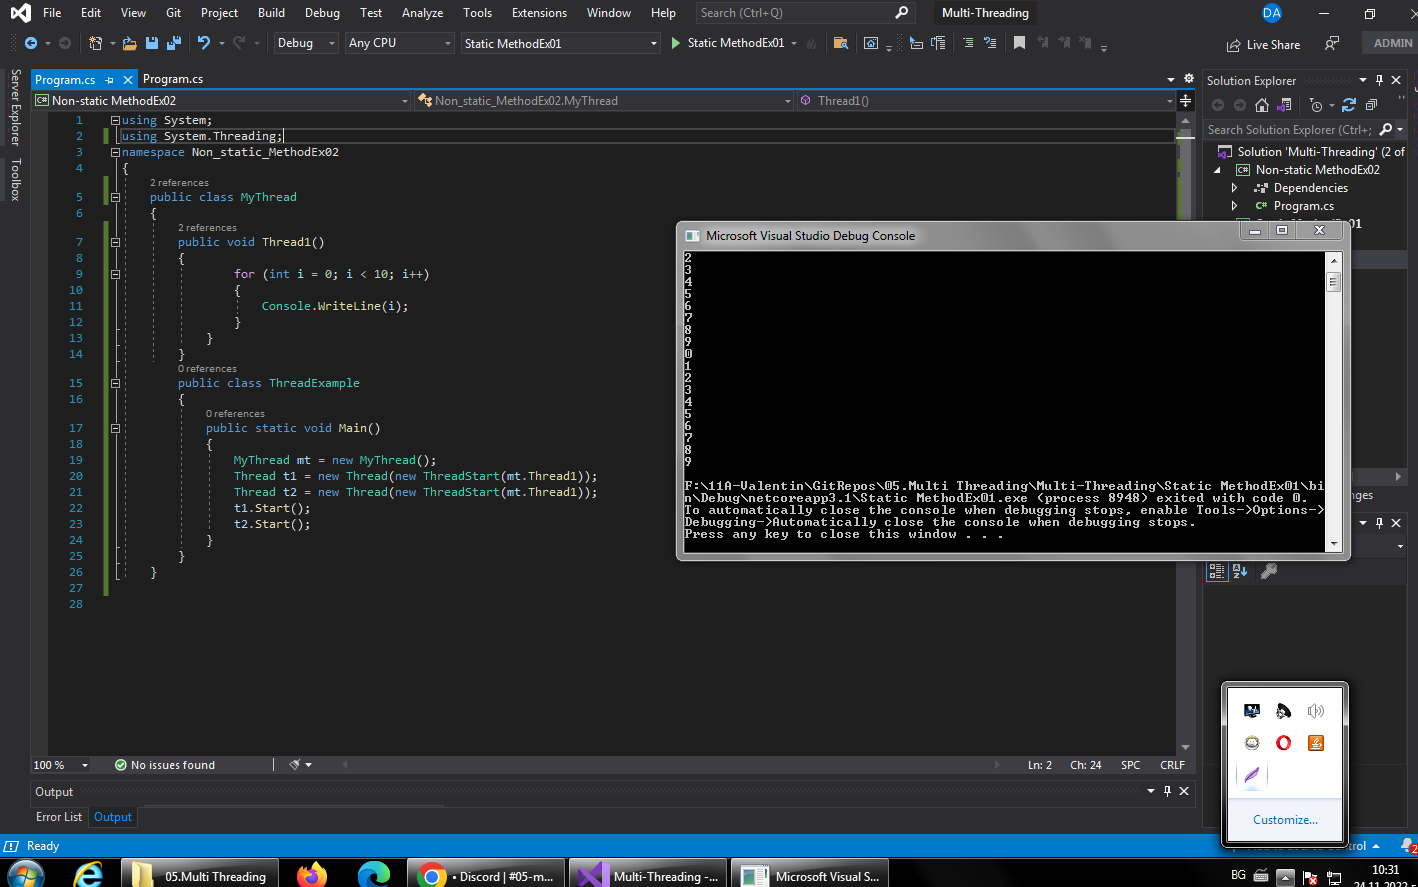 File Edit View Git Project Build Debug Test Analyze Tools Extensions Window Help Search (Ctrl+Q) Multi-Threading DA
Debug Any CPU Static MethodEx01 Static MethodEx01 Live Share ADMIN
Server Explorer
Toolbox
Program.cs Program.cs
Non-static MethodEx02 Non_static_MethodEx02.MyThread Thread1()
1 using System;
2 using System.Threading;
3 namespace Non_static_MethodEx02
4 {
2 references
5 public class MyThread
6 {
2 references
7 public void Thread1()
8 {
9 for (int i = 0; i < 10; i++)
10 {
11 Console.WriteLine(i);
12 }
13 }
14 }
0 references
15 public class ThreadExample
16 {
0 references
17 public static void Main()
18 {
19 MyThread mt = new MyThread();
20 Thread t1 = new Thread(new ThreadStart(mt.Thread1));
21 Thread t2 = new Thread(new ThreadStart(mt.Thread1));
22 t1.Start();
23 t2.Start();
24 }
25 }
26 }
27
28
Solution Explorer
Search Solution Explorer (Ctrl+;
Solution 'Multi-Threading' (2 of
Non-static MethodEx02
Dependencies
Program.cs
Microsoft Visual Studio Debug Console
2
3
4
5
6
7
8
9
0
1
2
3
4
5
6
7
8
9
F:\11A-Valentin\GitRepos\05.Multi Threading\Multi-Threading\Static MethodEx01\bi
n\Debug\netcoreapp3.1\Static MethodEx01.exe (process 8948) exited with code 0.
To automatically close the console when debugging stops, enable Tools->Options->
Debugging->Automatically close the console when debugging stops.
Press any key to close this window . . .
100 % No issues found Ln: 2 Ch: 24 SPC CRLF
Output
Error List Output
Customize...
Ready
05.Multi Threading • Discord | #05-m... Multi-Threading -... Microsoft Visual S... BG 10:31